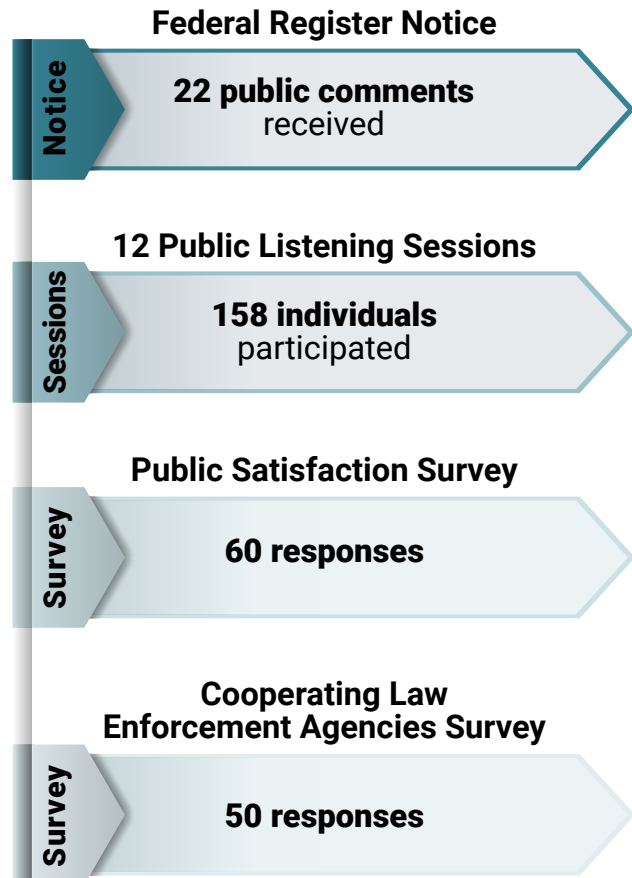 Federal Register Notice
Notice
22 public comments
received
12 Public Listening Sessions
Sessions
158 individuals
participated
Public Satisfaction Survey
Survey
60 responses
Cooperating Law
Enforcement Agencies Survey
Survey
50 responses